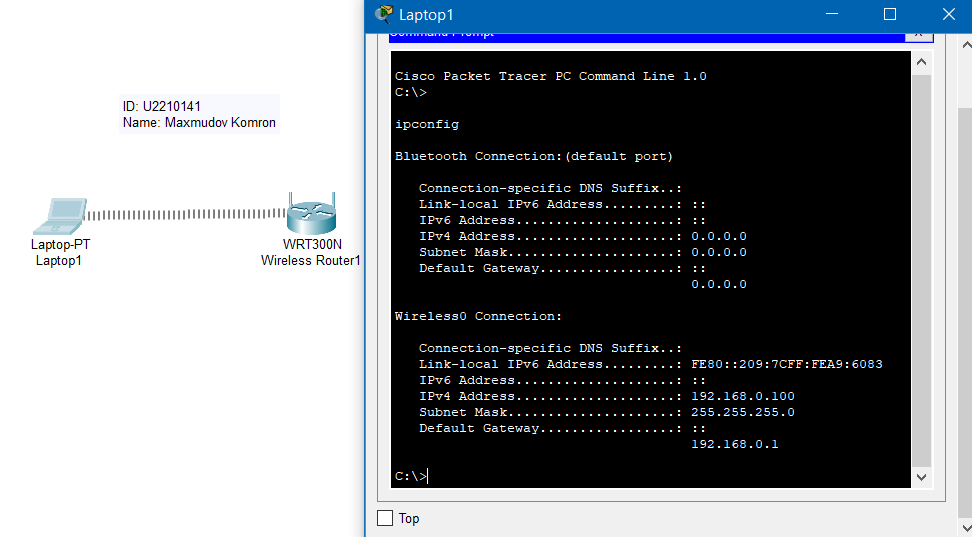 Laptop1
Command Prompt
X
ID: U2210141
Name: Maxmudov Komron
Laptop-PT
Laptop1
WRT300N
Wireless Router1
Cisco Packet Tracer PC Command Line 1.0
C:\>
ipconfig
Bluetooth Connection:(default port)
Connection-specific DNS Suffix..:
Link-local IPv6 Address.........: ::
IPv6 Address....................: ::
IPv4 Address....................: 0.0.0.0
Subnet Mask.....................: 0.0.0.0
Default Gateway.................: ::
0.0.0.0
Wireless0 Connection:
Connection-specific DNS Suffix..:
Link-local IPv6 Address.........: FE80::209:7CFF:FEA9:6083
IPv6 Address....................: ::
IPv4 Address....................: 192.168.0.100
Subnet Mask.....................: 255.255.255.0
Default Gateway.................: ::
192.168.0.1
C:\>
Top